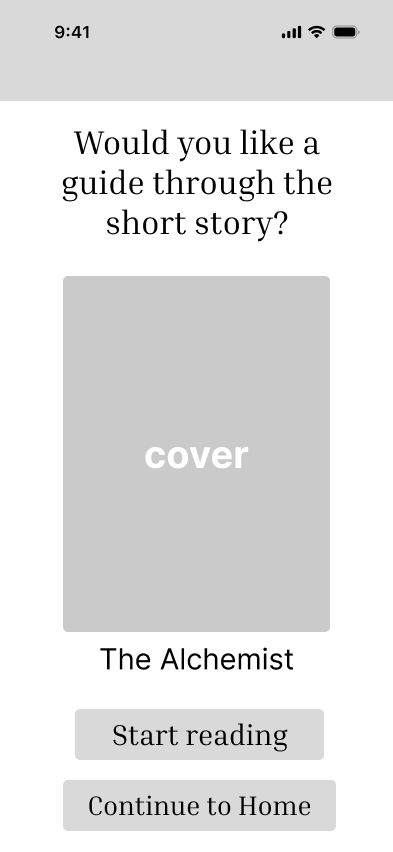 9:41
Would you like a
guide through the
short story?
cover
The Alchemist
Start reading
Continue to Home